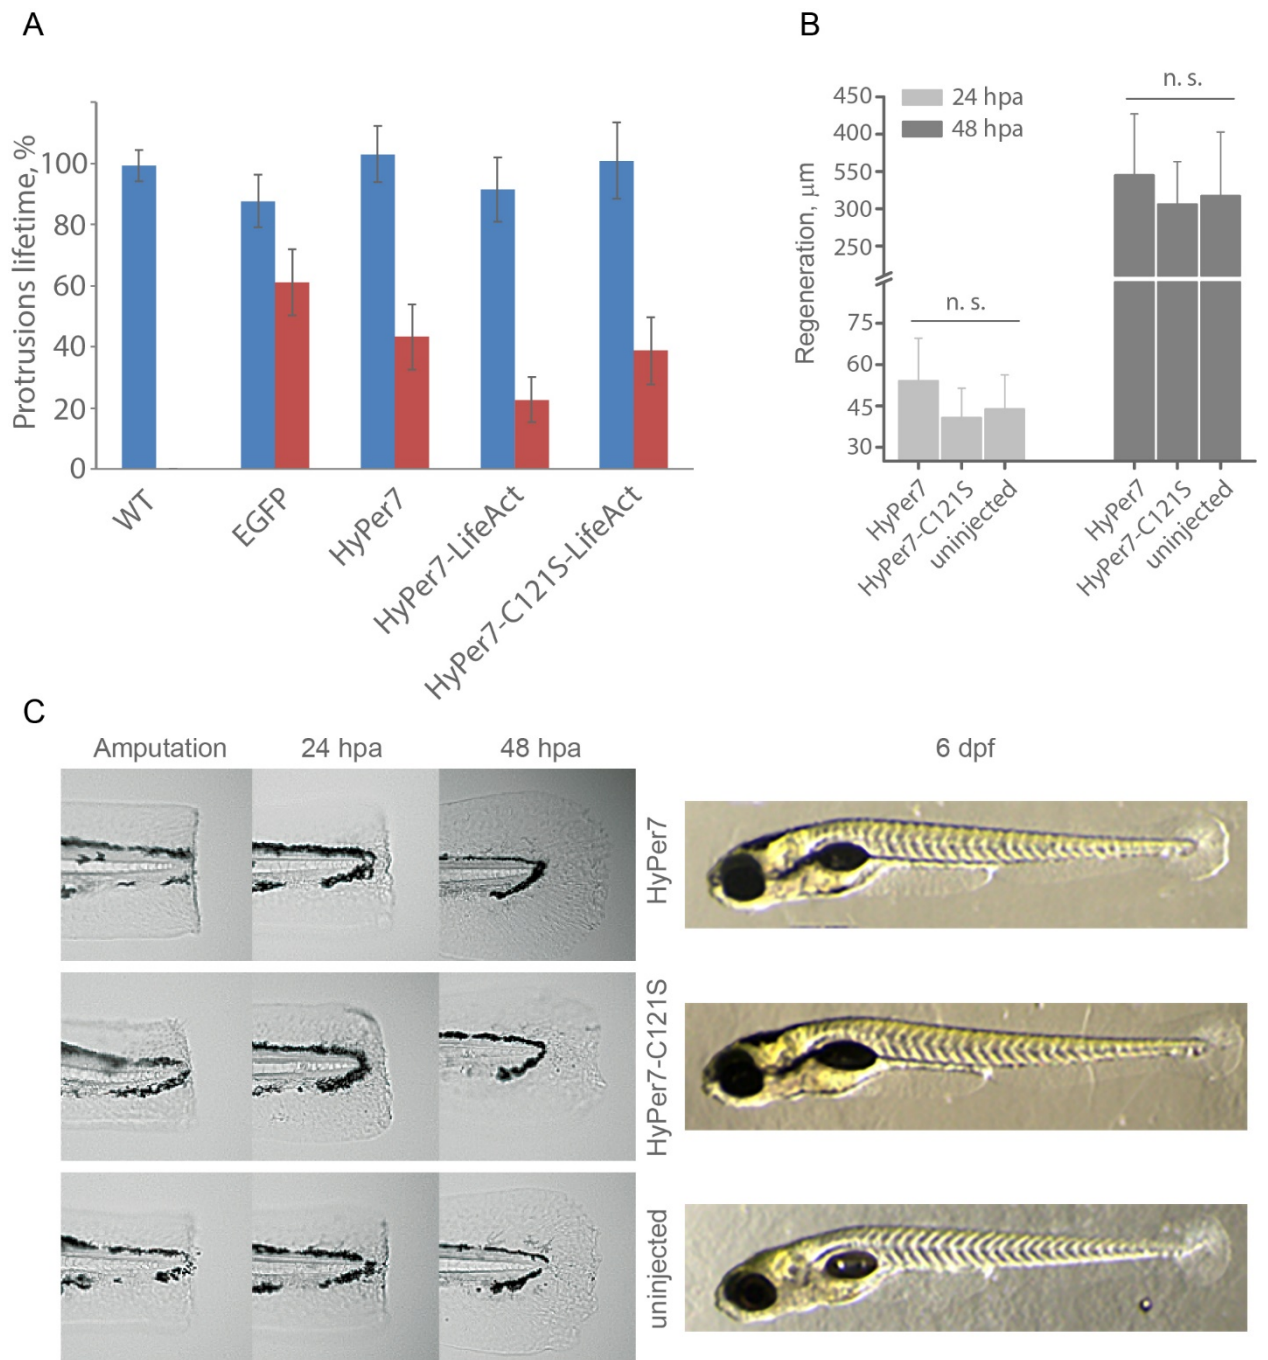 A
Protrusions lifetime, %
100
80
60
40
20
0
WT
EGFP
HyPer7
HyPer7-LifeAct
HyPer7-C121S-LifeAct
B
24 hpa
48 hpa
Regeneration, μm
450
400
550
300
250
75
60
45
30
n. s.
n. s.
HyPer7
HyPer7-C121S
uninjected
HyPer7
HyPer7-C121S
uninjected
C
Amputation 24 hpa 48 hpa 6 dpf
HyPer7
HyPer7-C121S
uninjected